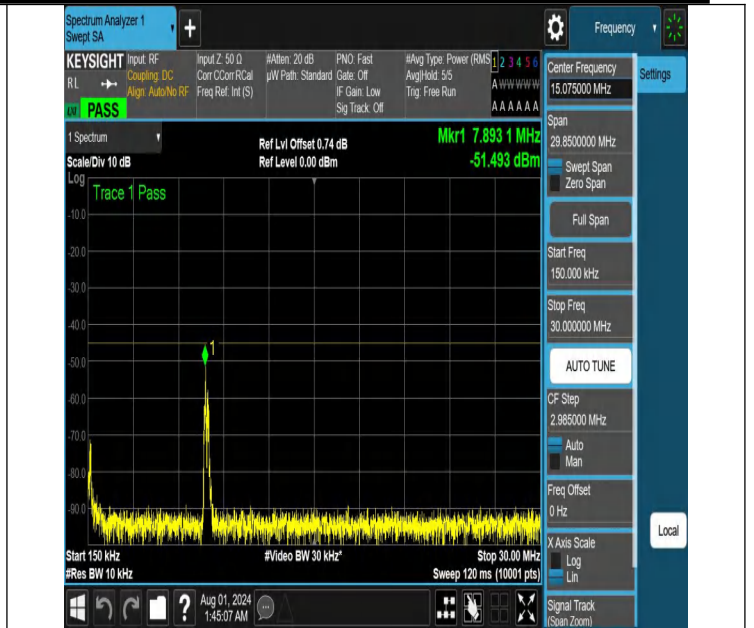 Spectrum Analyzer 1
Swept SA
+
Frequency
KEYSIGHT
RL
PASS
Input: RF
Coupling: DC
Align: Auto/No RF
Input Z: 50 Ω
Corr CCorr RCal
Freq Ref: Int (S)
#Atten: 20 dB
µW Path: Standard
PNO: Fast
Gate: Off
IF Gain: Low
Sig Track: Off
#Avg Type: Power (RMS
Avg|Hold: 5/5
Trig: Free Run
1 2 3 4 5 6
A W W W W W
A A A A A A
1 Spectrum
Scale/Div 10 dB
Ref Lvl Offset 0.74 dB
Ref Level 0.00 dBm
Mkr1 7.893 1 MHz
-51.493 dBm
Log
Trace 1 Pass
-10.0
-20.0
-30.0
-40.0
-50.0
-60.0
-70.0
-80.0
-90.0
1
Start 150 kHz
#Res BW 10 kHz
#Video BW 30 kHz*
Stop 30.00 MHz
Sweep 120 ms (10001 pts)
?
Aug 01, 2024
1:45:07 AM
Center Frequency
15.075000 MHz
Settings
Span
29.8500000 MHz
Swept Span
Zero Span
Full Span
Start Freq
150.000 kHz
Stop Freq
30.000000 MHz
AUTO TUNE
CF Step
2.985000 MHz
Auto
Man
Freq Offset
0 Hz
X Axis Scale
Log
Lin
Signal Track
(Span Zoom)
Local